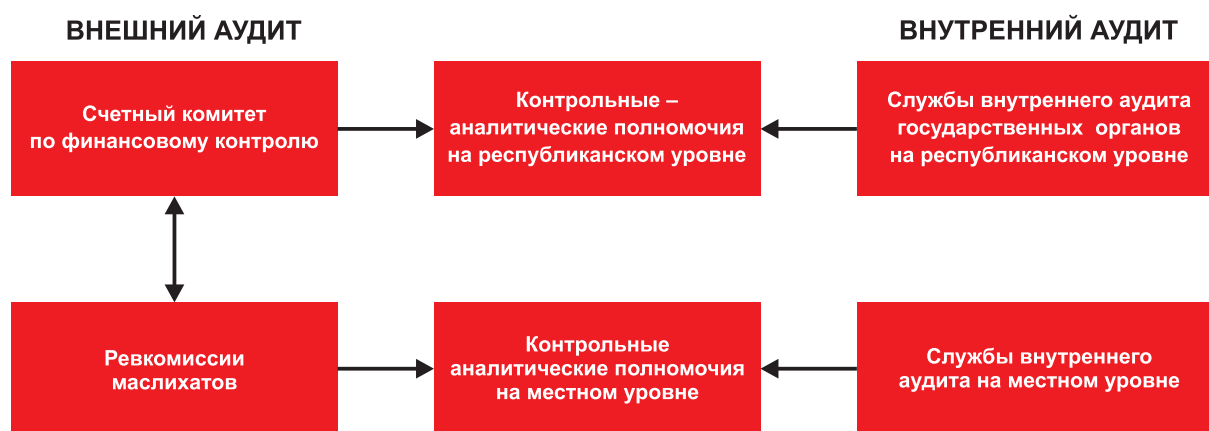 ВНЕШНИЙ АУДИТ
ВНУТРЕННИЙ АУДИТ
Счетный комитет
по финансовому контролю
Контрольные –
аналитические полномочия
на республиканском уровне
Службы внутреннего аудита
государственных органов
на республиканском уровне
Ревкомиссии
маслихатов
Контрольные
аналитические полномочия
на местном уровне
Службы внутреннего
аудита на местном уровне